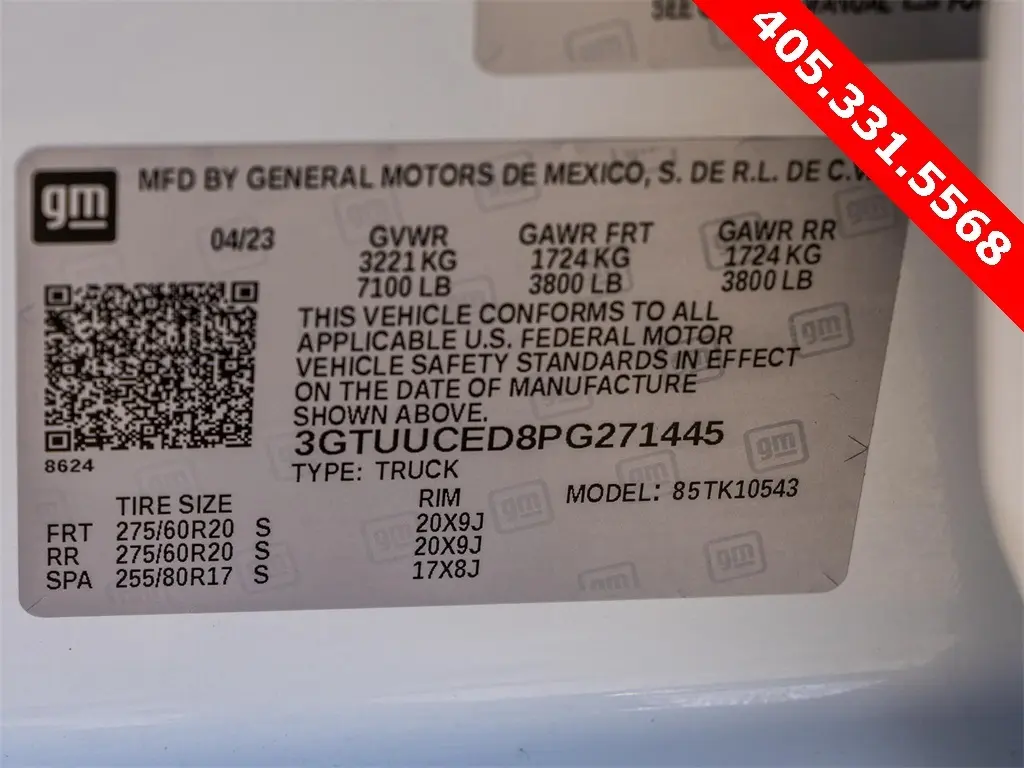 405.331.5568
gm
MFD BY GENERAL MOTORS DE MEXICO, S. DE R.L. DE C.V.
04/23 GVWR GAWR FRT GAWR RR
3221 KG 1724 KG 1724 KG
7100 LB 3800 LB 3800 LB
THIS VEHICLE CONFORMS TO ALL
APPLICABLE U.S. FEDERAL MOTOR
VEHICLE SAFETY STANDARDS IN EFFECT
ON THE DATE OF MANUFACTURE
SHOWN ABOVE.
3GTUUCED8PG271445
8624
TYPE: TRUCK
MODEL: 85TK10543
TIRE SIZE RIM
FRT 275/60R20 S 20X9J
RR 275/60R20 S 20X9J
SPA 255/80R17 S 17X8J